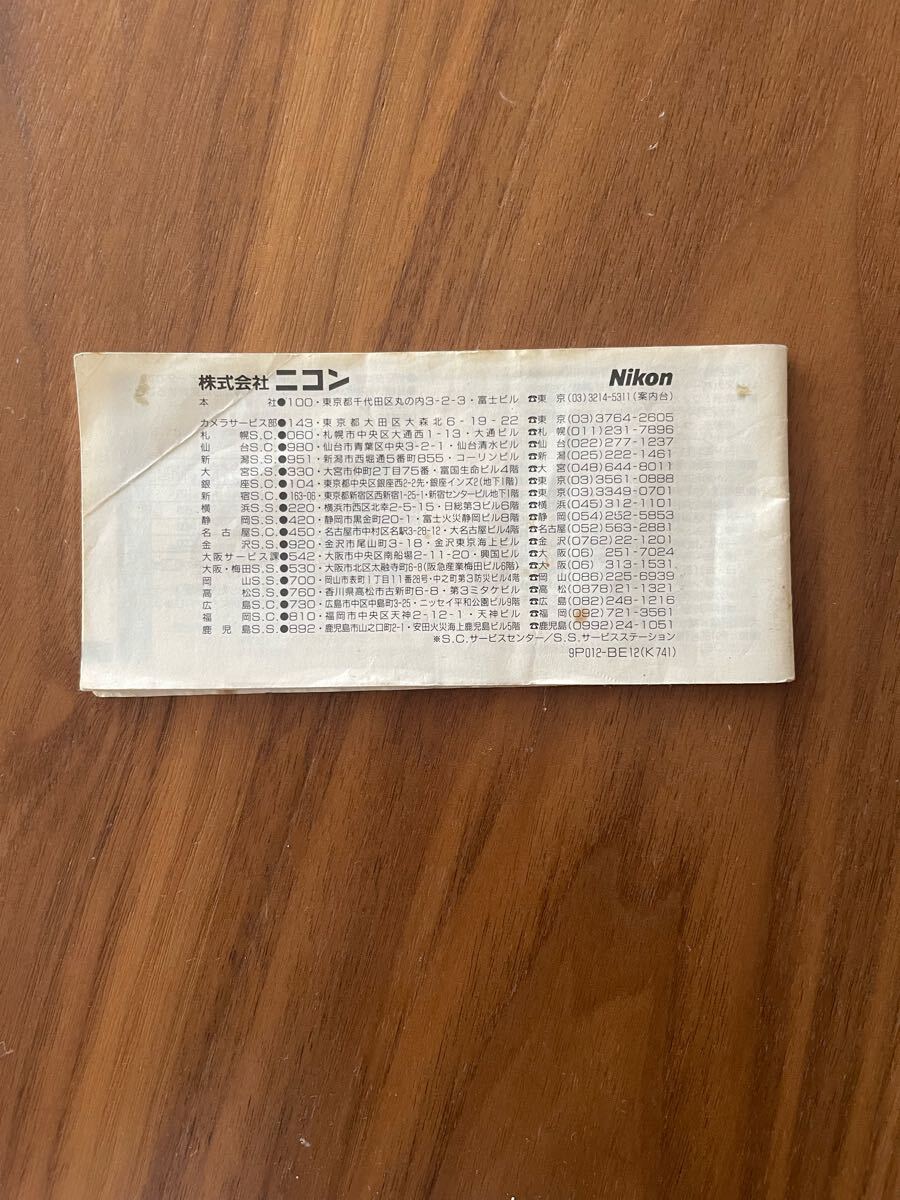 株式会社 ニコン Nikon
本 社●100・東京都千代田区丸の内3-2-3・富士ビル ☎東 京(03)3214-5311(案内台)
カメラサービス部●143・東京都大田区大森北6-19-22 ☎東 京(03)3764-2605
札 幌S.C.●060・札幌市中央区大通西1-13・大通ビル ☎札 幌(011)231-7896
仙 台S.C.●980・仙台市青葉区中央3-2-1・仙台清水ビル ☎仙 台(022)277-1237
新 潟S.S.●951・新潟市西堀通5番町855・コーリンビル ☎新 潟(025)222-1461
大 宮S.S.●330・大宮市仲町2丁目75番・富国生命ビル4階 ☎大 宮(048)644-8011
銀 座S.C.●104・東京都中央区銀座西2-2先・銀座インズ2(地下1階) ☎東 京(03)3561-0888
新 宿S.C.●163-06・東京都新宿区西新宿1-25-1・新宿センタービル地下1階 ☎東 京(03)3349-0701
横 浜S.S.●220・横浜市西区北幸2-5-15・日総第3ビル6階 ☎横 浜(045)312-1101
静 岡S.S.●420・静岡市黒金町20-1・富士火災静岡ビル8階 ☎静 岡(054)252-5853
名 古 屋S.C.●450・名古屋市中村区名駅3-28-12・大名古屋ビル4階 ☎名古屋(052)563-2881
金 沢S.S.●920・金沢市尾山町3-18・金沢東京海上ビル ☎金 沢(0762)22-1201
大阪サービス課●542・大阪市中央区南船場2-11-20・興国ビル ☎大 阪(06) 251-7024
大阪・梅田S.S.●530・大阪市北区太融寺町6-8(阪急産業梅田ビル6階) ☎大 阪(06) 313-1531
岡 山S.S.●700・岡山市表町1丁目11番28号・中之町第3防災ビル4階 ☎岡 山(086)225-6939
高 松S.S.●760・香川県高松市古新町6-8・第3ミタケビル ☎高 松(0878)21-1321
広 島S.C.●730・広島市中区中島町3-25・ニッセイ平和公園ビル9階 ☎広 島(082)248-1216
福 岡S.C.●810・福岡市中央区天神2-12-1・天神ビル ☎福 岡(092)721-3561
鹿 児 島S.S.●892・鹿児島市山之口町2-1・安田火災海上鹿児島ビル5階 ☎鹿児島(0992)24-1051
※S.C.サービスセンター/S.S.サービスステーション
9P012-BE12(K741)